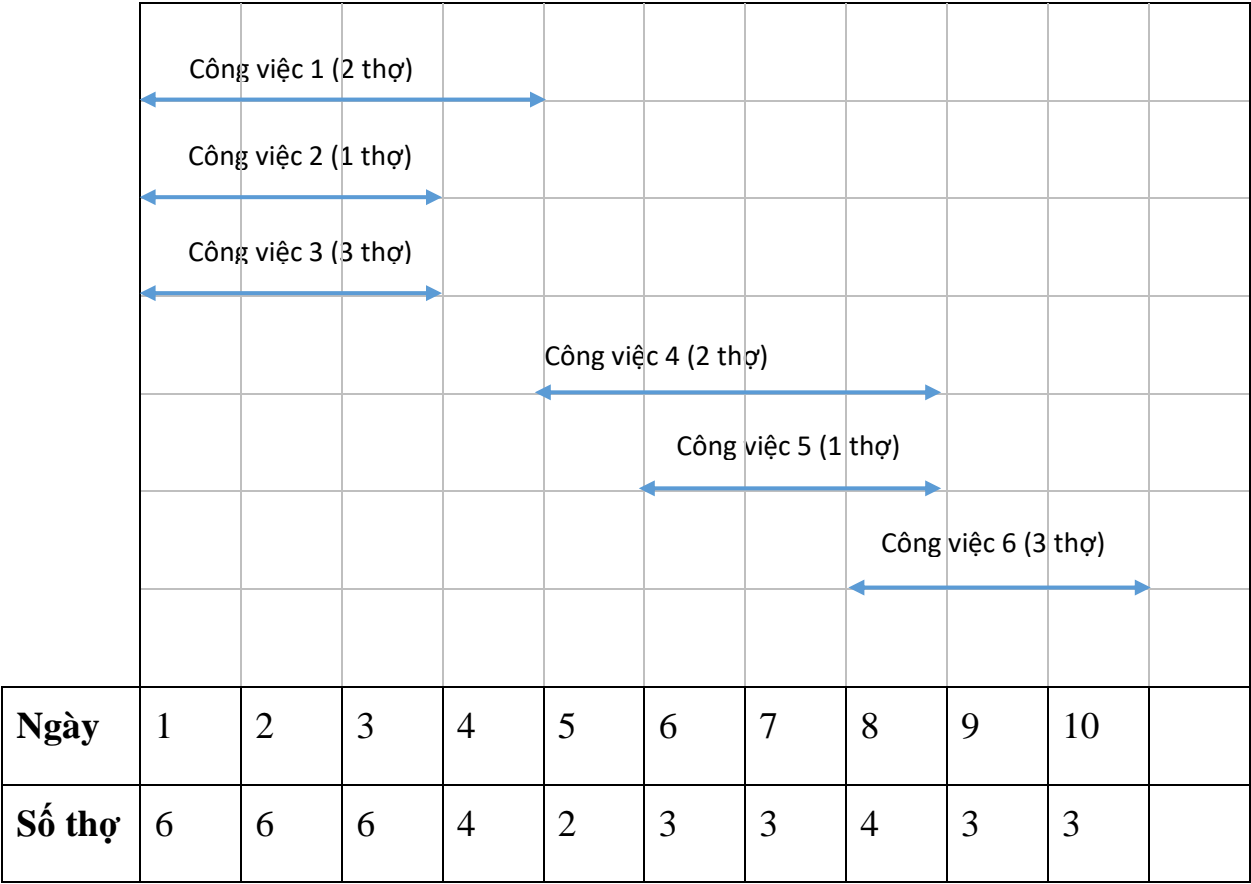 Công việc 1 (2 thợ)
Công việc 2 (1 thợ)
Công việc 3 (3 thợ)
Công việc 4 (2 thợ)
Công việc 5 (1 thợ)
Công việc 6 (3 thợ)
Ngày 1 2 3 4 5 6 7 8 9 10
Số thợ 6 6 6 4 2 3 3 4 3 3